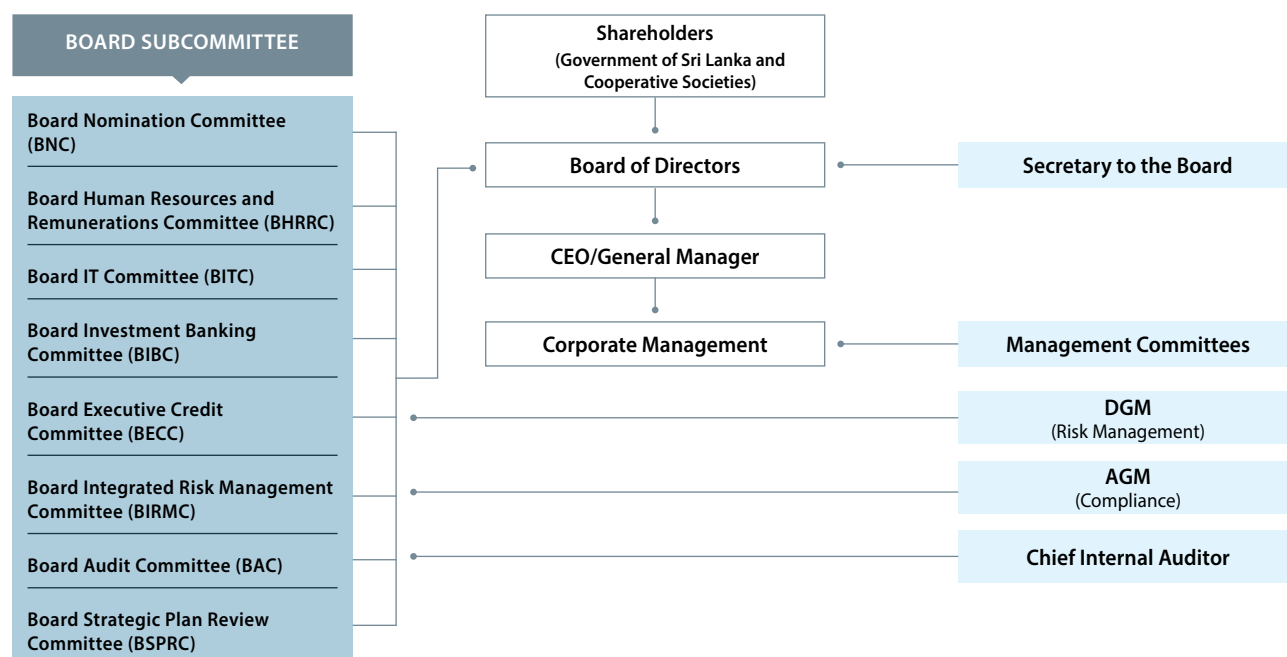 BOARD SUBCOMMITTEE
Board Nomination Committee
(BNC)
Board Human Resources and
Remunerations Committee (BHRRC)
Board IT Committee (BITC)
Board Investment Banking
Committee (BIBC)
Board Executive Credit
Committee (BECC)
Board Integrated Risk Management
Committee (BIRMC)
Board Audit Committee (BAC)
Board Strategic Plan Review
Committee (BSPRC)
Shareholders
(Government of Sri Lanka and
Cooperative Societies)
Board of Directors
CEO/General Manager
Corporate Management
Secretary to the Board
Management Committees
DGM
(Risk Management)
AGM
(Compliance)
Chief Internal Auditor